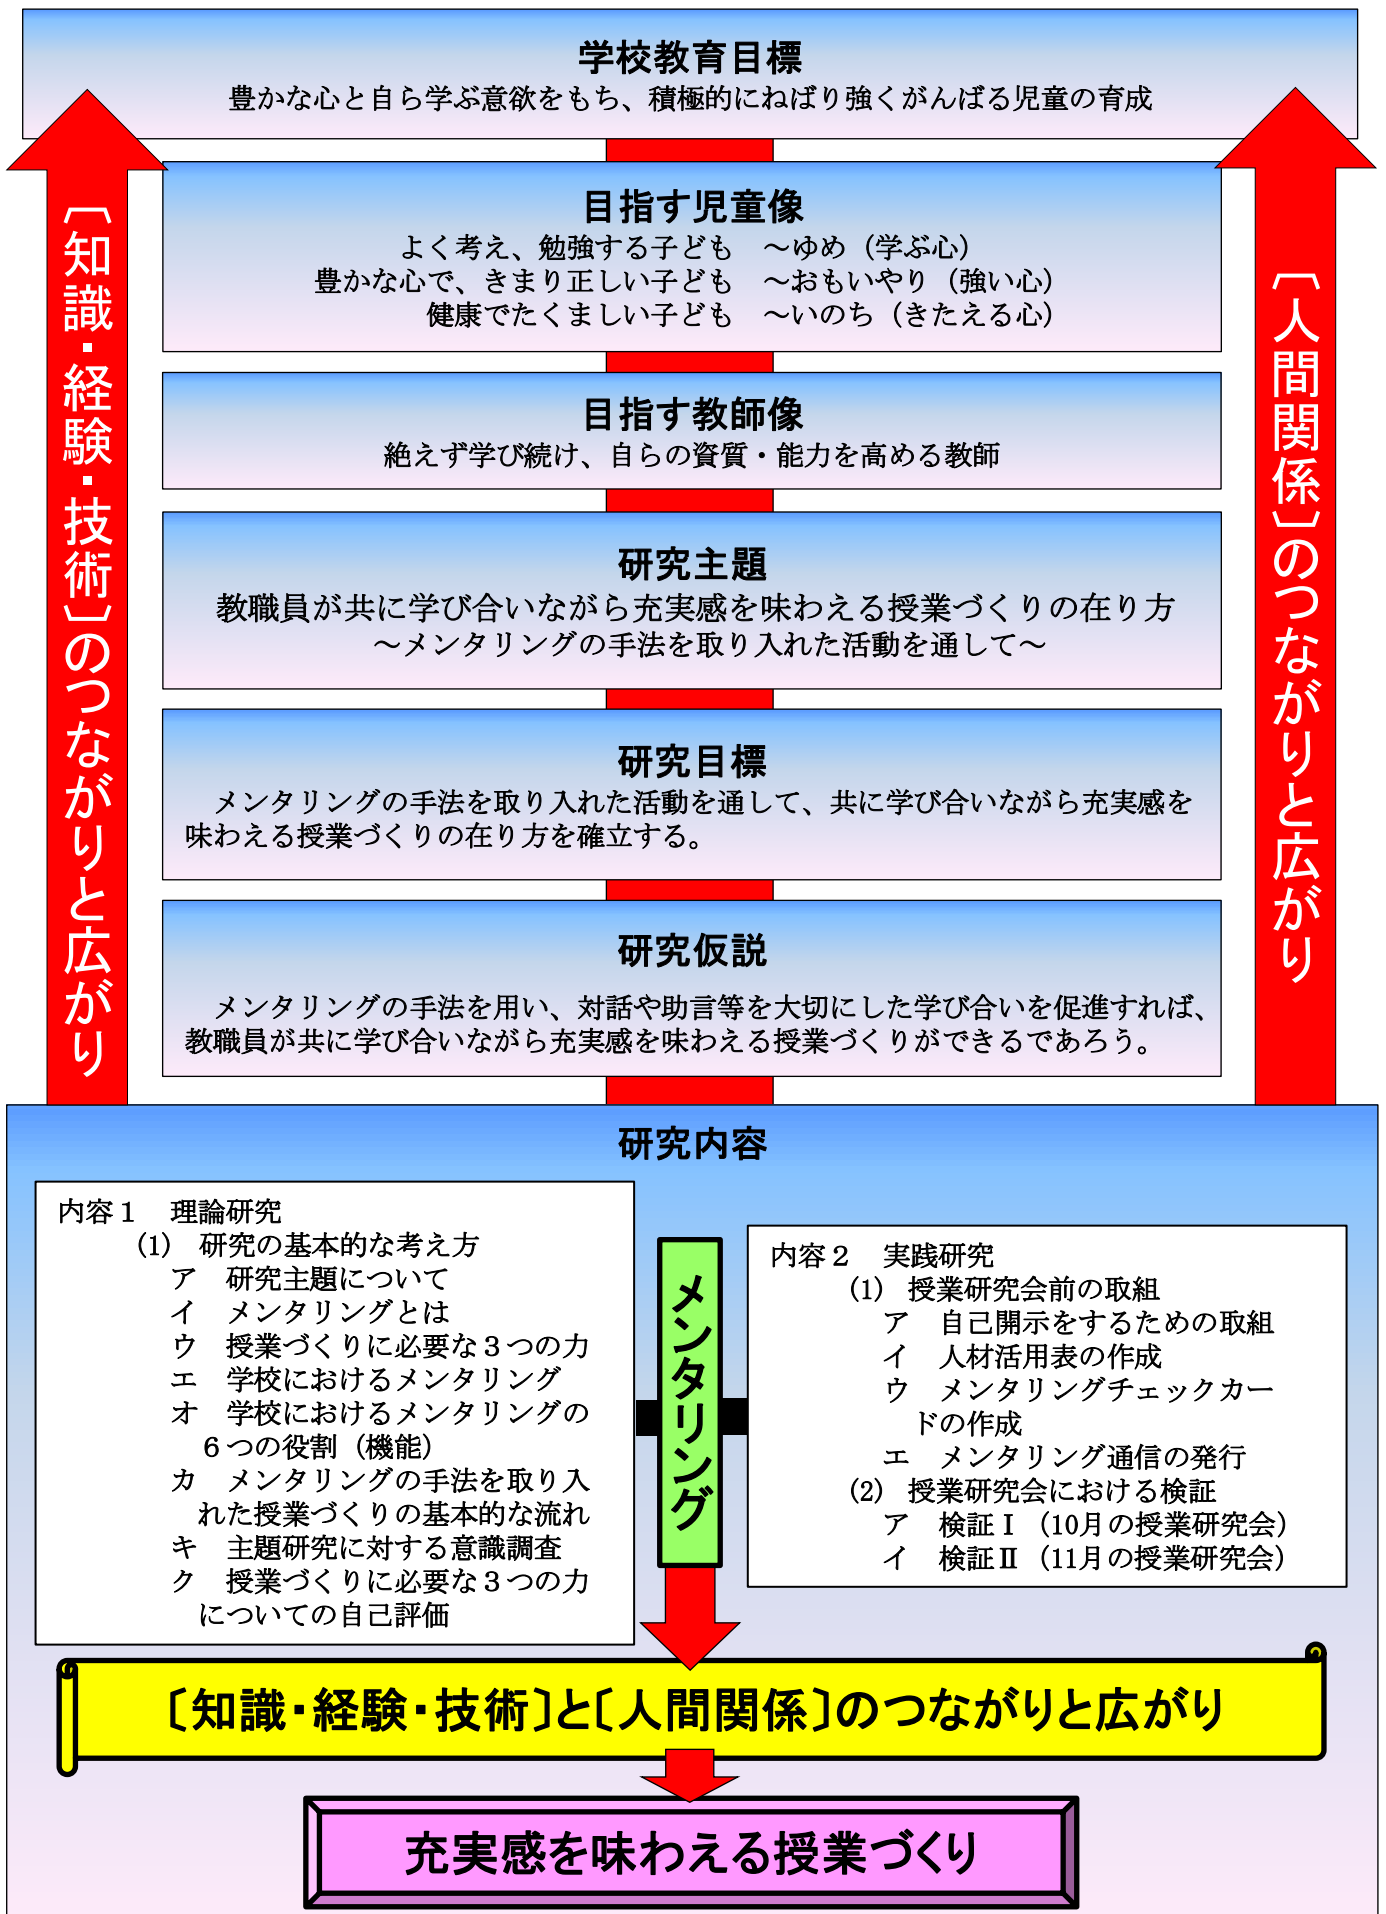 学校教育目標
豊かな心と自ら学ぶ意欲をもち、積極的にねばり強くがんばる児童の育成
〔知識・経験・技術〕のつながりと広がり
〔人間関係〕のつながりと広がり
目指す児童像
よく考え、勉強する子ども　～ゆめ（学ぶ心）
豊かな心で、きまり正しい子ども　～おもいやり（強い心）
健康でたくましい子ども　～いのち（きたえる心）
目指す教師像
絶えず学び続け、自らの資質・能力を高める教師
研究主題
教職員が共に学び合いながら充実感を味わえる授業づくりの在り方
～メンタリングの手法を取り入れた活動を通して～
研究目標
メンタリングの手法を取り入れた活動を通して、共に学び合いながら充実感を
味わえる授業づくりの在り方を確立する。
研究仮説
メンタリングの手法を用い、対話や助言等を大切にした学び合いを促進すれば、
教職員が共に学び合いながら充実感を味わえる授業づくりができるであろう。
研究内容
内容１　理論研究
(1)　研究の基本的な考え方
ア　研究主題について
イ　メンタリングとは
ウ　授業づくりに必要な３つの力
エ　学校におけるメンタリング
オ　学校におけるメンタリングの
６つの役割（機能）
カ　メンタリングの手法を取り入
れた授業づくりの基本的な流れ
キ　主題研究に対する意識調査
ク　授業づくりに必要な３つの力
についての自己評価
メンタリング
内容２　実践研究
(1)　授業研究会前の取組
ア　自己開示をするための取組
イ　人材活用表の作成
ウ　メンタリングチェックカー
ドの作成
エ　メンタリング通信の発行
(2)　授業研究会における検証
ア　検証Ⅰ（10月の授業研究会）
イ　検証Ⅱ（11月の授業研究会）
〔知識・経験・技術〕と〔人間関係〕のつながりと広がり
充実感を味わえる授業づくり